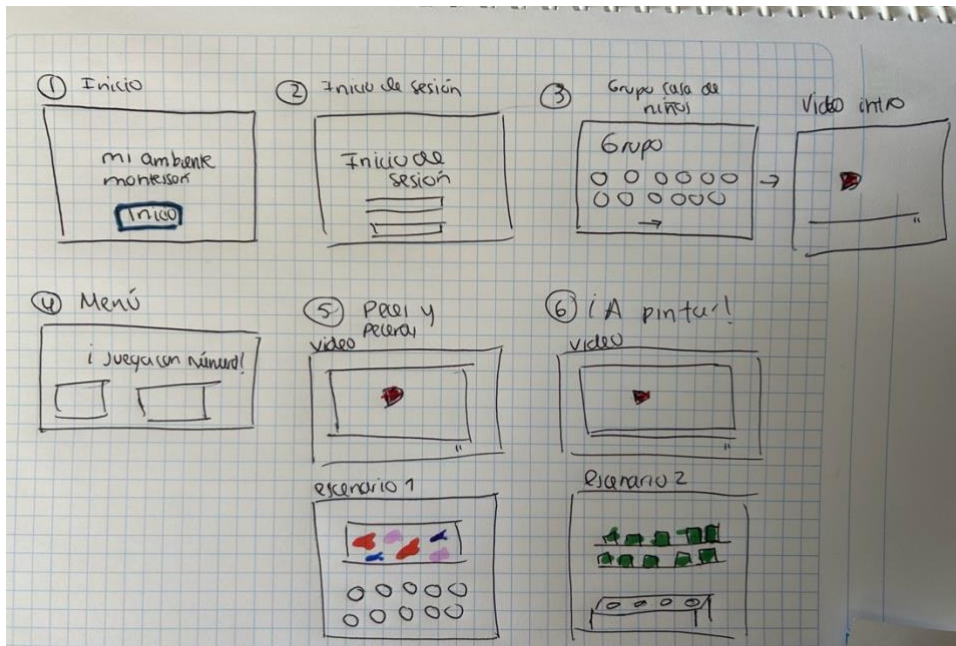 ① Inicio
mi ambiente
montessori
Inicio
② Inicio de sesión
Inicio de
sesión
③ Grupo casa de
niños
Grupo
Video intro
④ Menú
¡Juega con números!
⑤ Peces y
peceras
video
escenario 1
⑥ ¡A pintar!
video
escenario 2